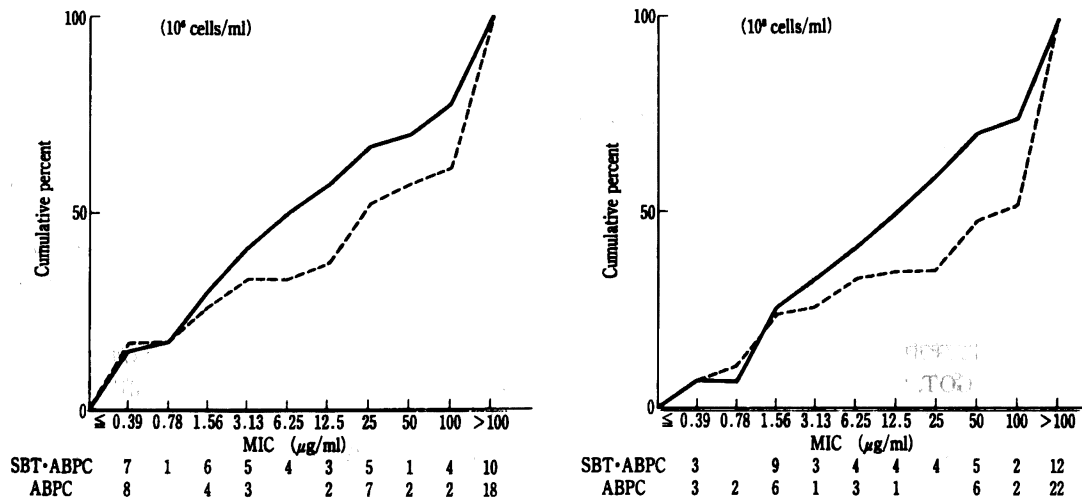 100
(10⁶ cells/ml)
Cumulative percent
50
0
≦ 0.39 0.78 1.56 3.13 6.25 12.5 25 50 100 >100
MIC (μg/ml)
SBT・ABPC 7 1 6 5 4 3 5 1 4 10
ABPC 8 4 3 2 7 2 2 18
100
(10⁸ cells/ml)
Cumulative percent
50
0
≦ 0.39 0.78 1.56 3.13 6.25 12.5 25 50 100 >100
MIC (μg/ml)
SBT・ABPC 3 9 3 4 4 4 5 2 12
ABPC 3 2 6 1 3 1 6 2 22